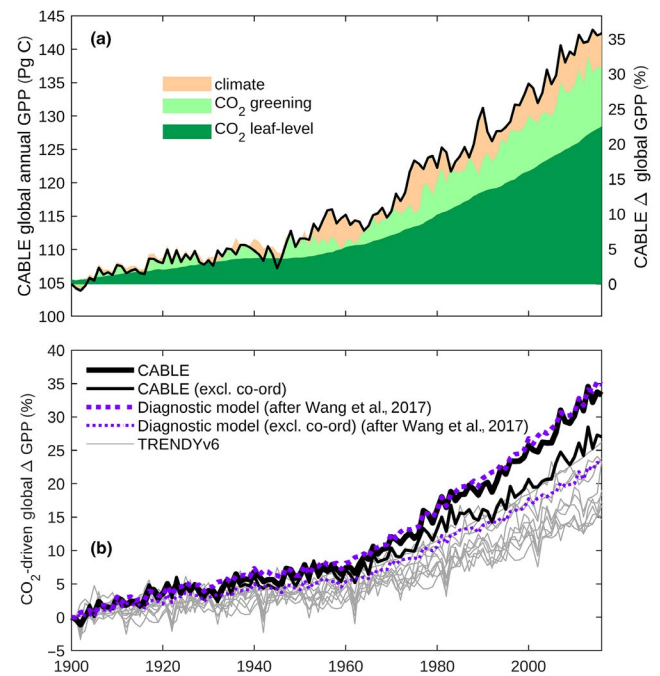 (a)
CABLE global annual GPP (Pg C)
145
140
135
130
125
120
115
110
105
100
climate
CO2 greening
CO2 leaf-level
35
30
25
20
15
10
5
0
CABLE Δ global GPP (%)
(b)
CO2-driven global Δ GPP (%)
40
35
30
25
20
15
10
5
0
−5
CABLE
CABLE (excl. co-ord)
Diagnostic model (after Wang et al., 2017)
Diagnostic model (excl. co-ord) (after Wang et al., 2017)
TRENDYv6
1900 1920 1940 1960 1980 2000